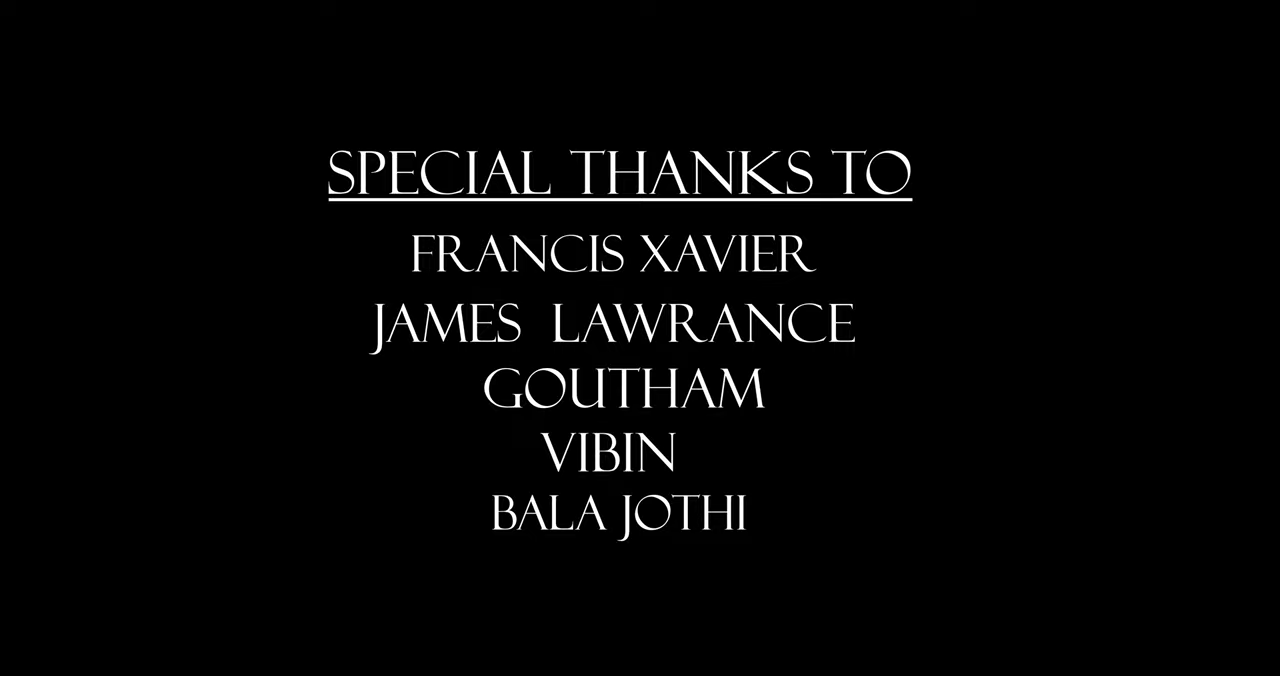 SPECIAL THANKS TO
FRANCIS XAVIER
JAMES LAWRANCE
GOUTHAM
VIBIN
BALA JOTHI